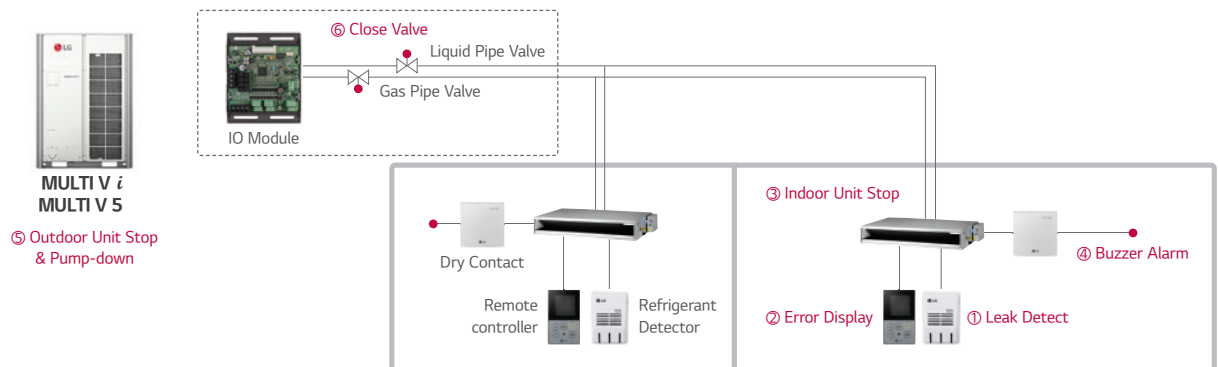 LG
⑥ Close Valve
Liquid Pipe Valve
Gas Pipe Valve
IO Module
MULTI V i
MULTI V 5
⑤ Outdoor Unit Stop
& Pump-down
③ Indoor Unit Stop
Dry Contact
④ Buzzer Alarm
Remote
controller
Refrigerant
Detector
② Error Display
① Leak Detect